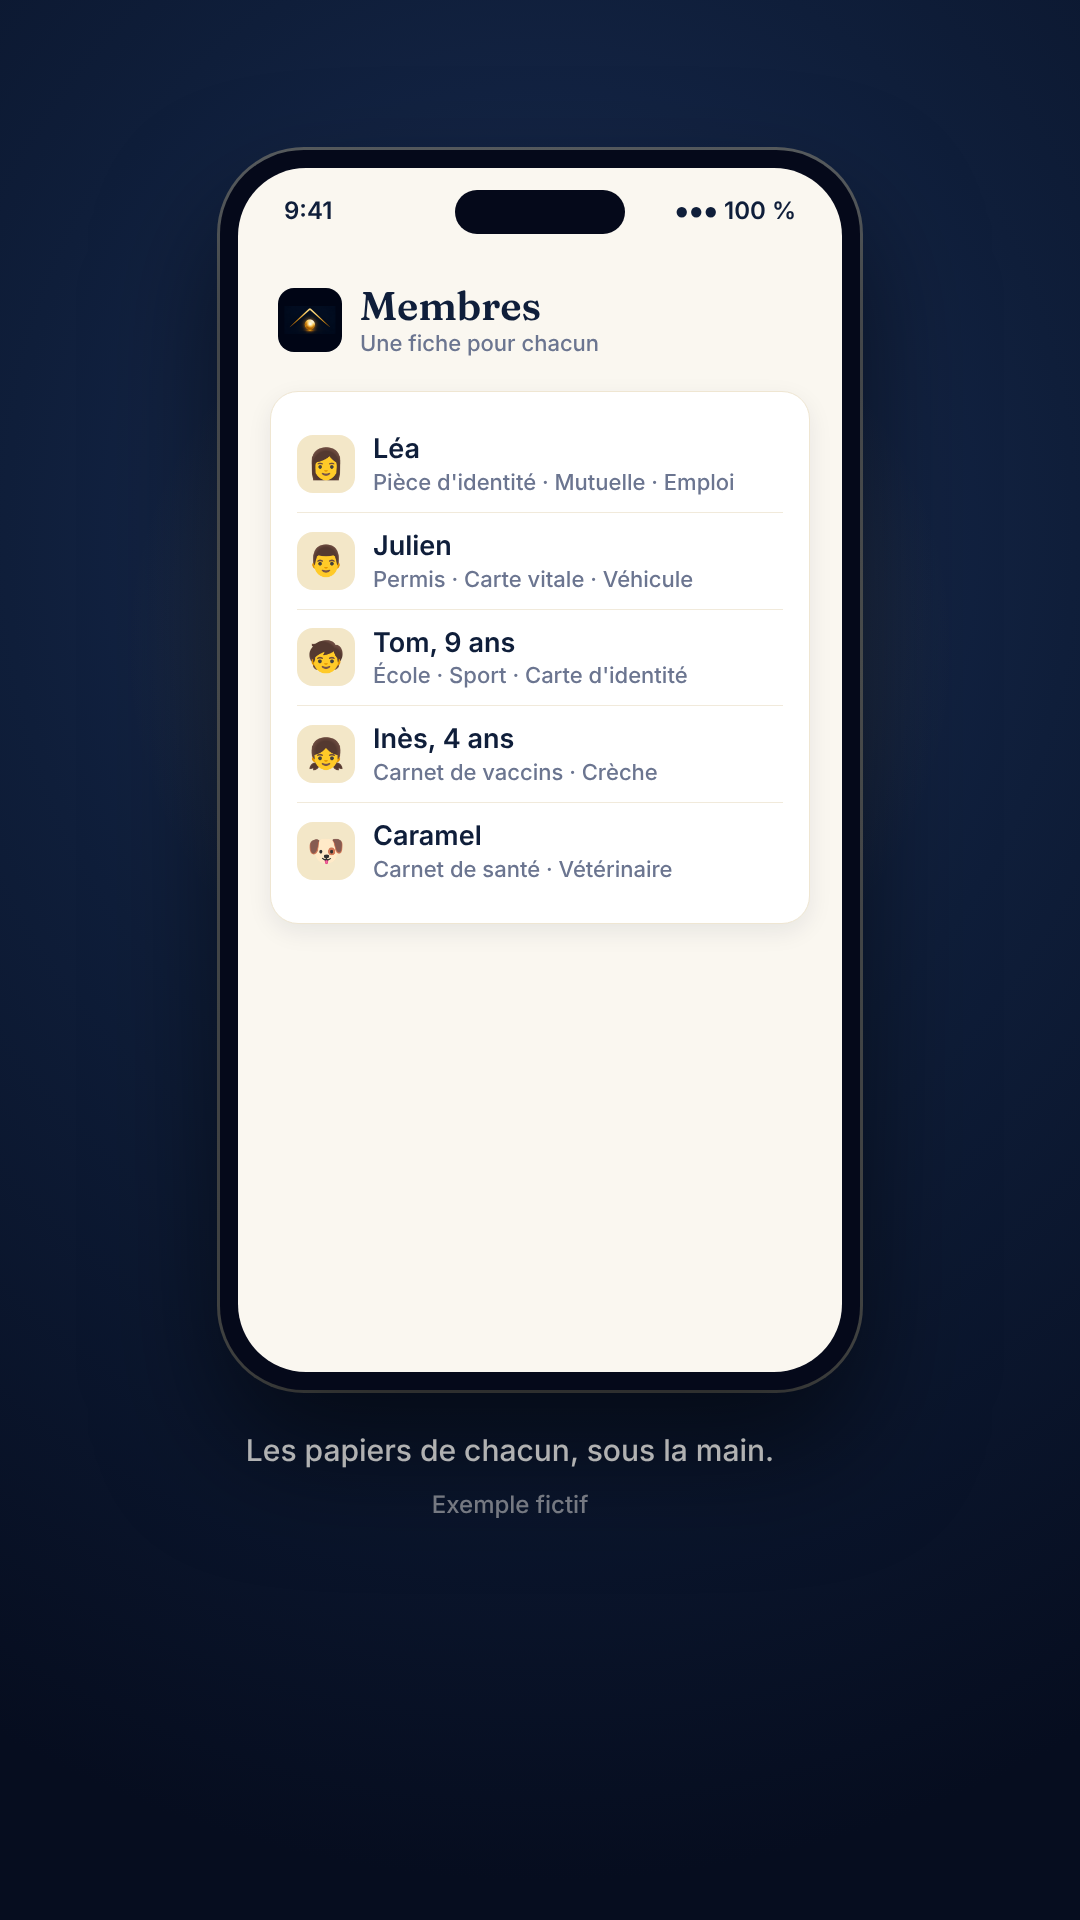 9:41
●●● 100 %
Membres
Une fiche pour chacun
Léa
Pièce d'identité · Mutuelle · Emploi
Julien
Permis · Carte vitale · Véhicule
Tom, 9 ans
École · Sport · Carte d'identité
Inès, 4 ans
Carnet de vaccins · Crèche
Caramel
Carnet de santé · Vétérinaire
Les papiers de chacun, sous la main.
Exemple fictif